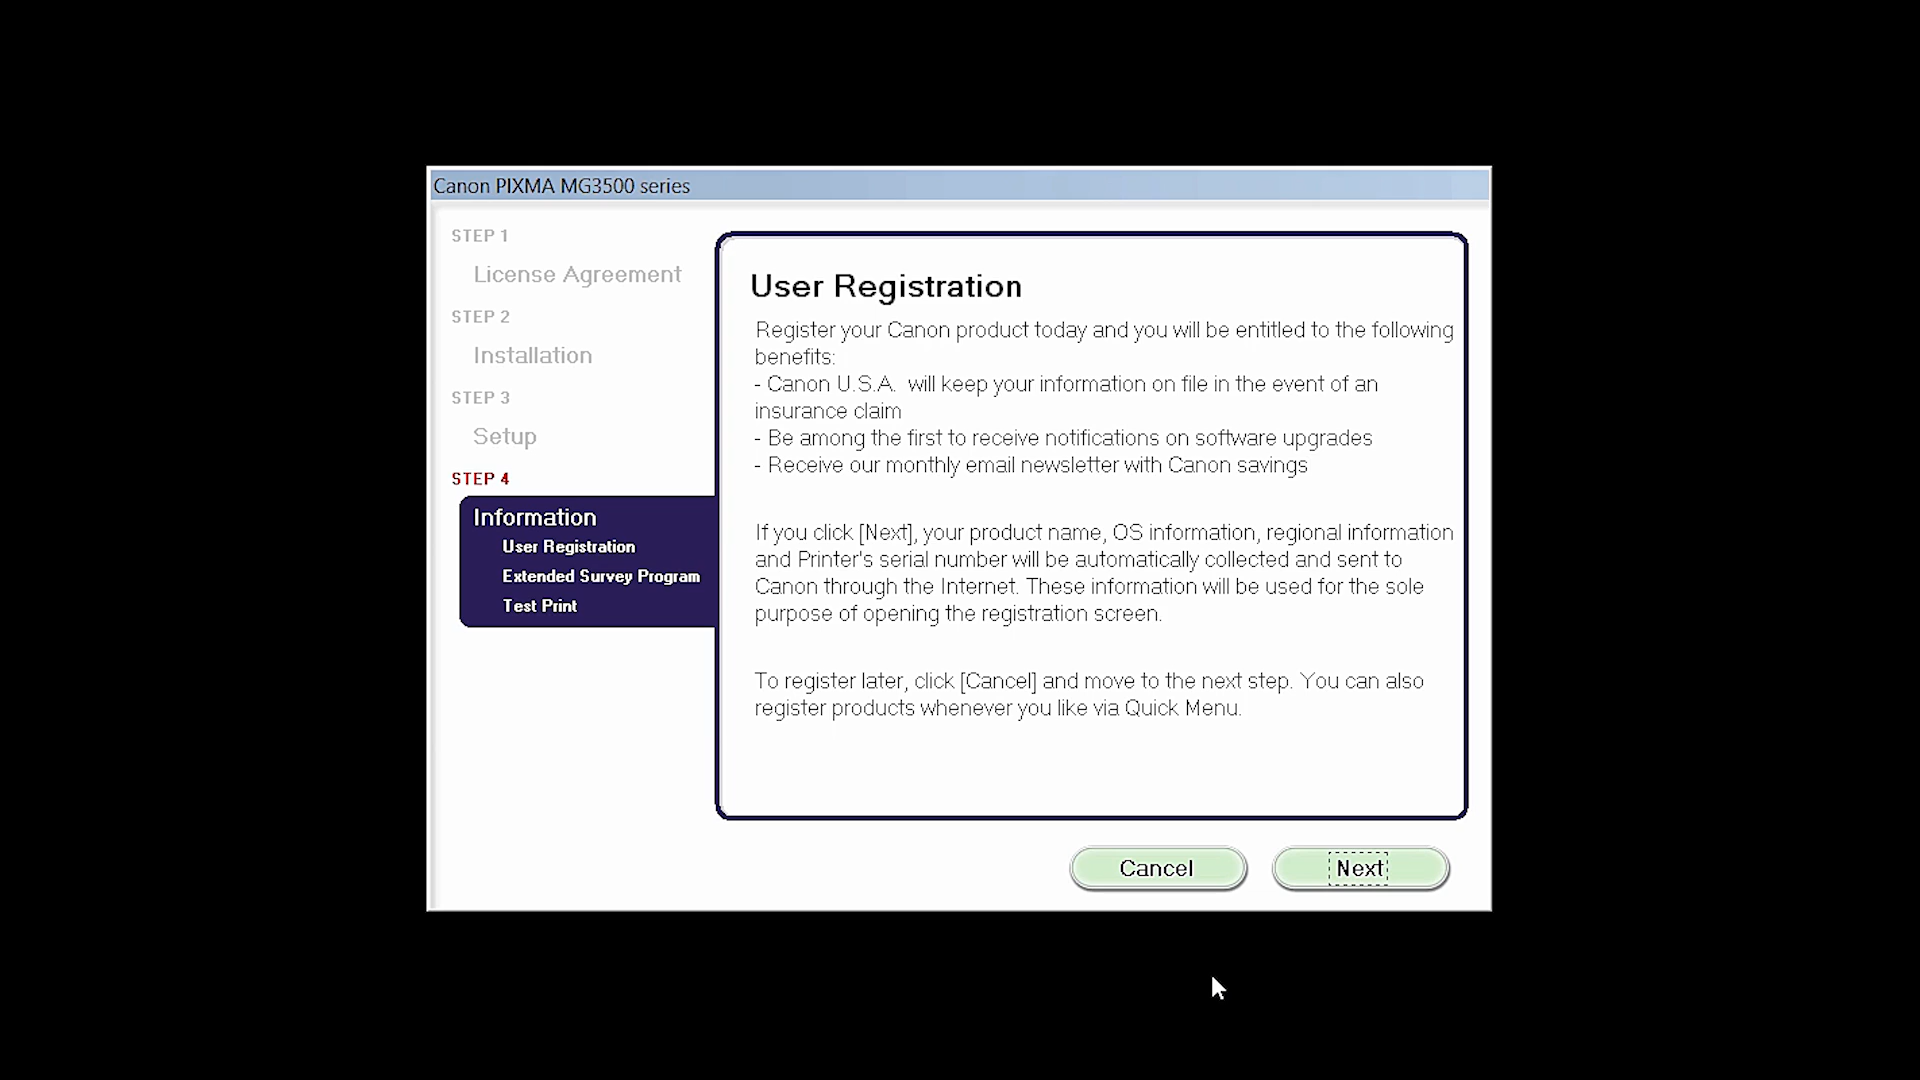 Canon PIXMA MG3500 series
STEP 1
License Agreement
STEP 2
Installation
STEP 3
Setup
STEP 4
Information
User Registration
Extended Survey Program
Test Print
User Registration
Register your Canon product today and you will be entitled to the following
benefits:
- Canon U.S.A.  will keep your information on file in the event of an
insurance claim
- Be among the first to receive notifications on software upgrades
- Receive our monthly email newsletter with Canon savings
If you click [Next], your product name, OS information, regional information
and Printer's serial number will be automatically collected and sent to
Canon through the Internet. These information will be used for the sole
purpose of opening the registration screen.
To register later, click [Cancel] and move to the next step. You can also
register products whenever you like via Quick Menu.
Cancel
Next